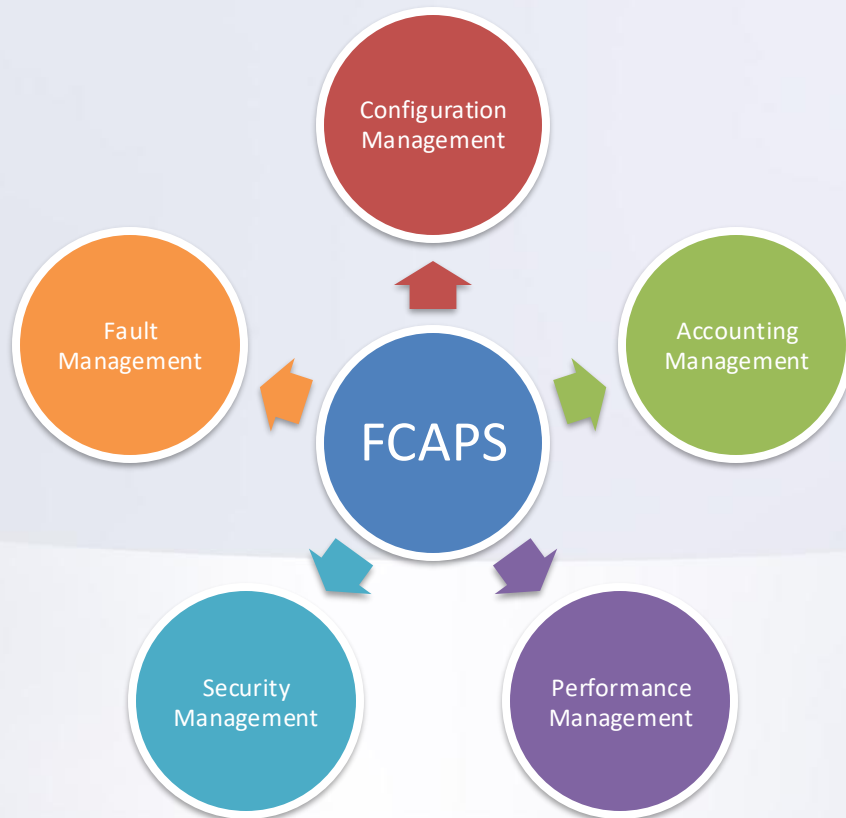 Configuration
Management
Fault
Management
Accounting
Management
FCAPS
Security
Management
Performance
Management